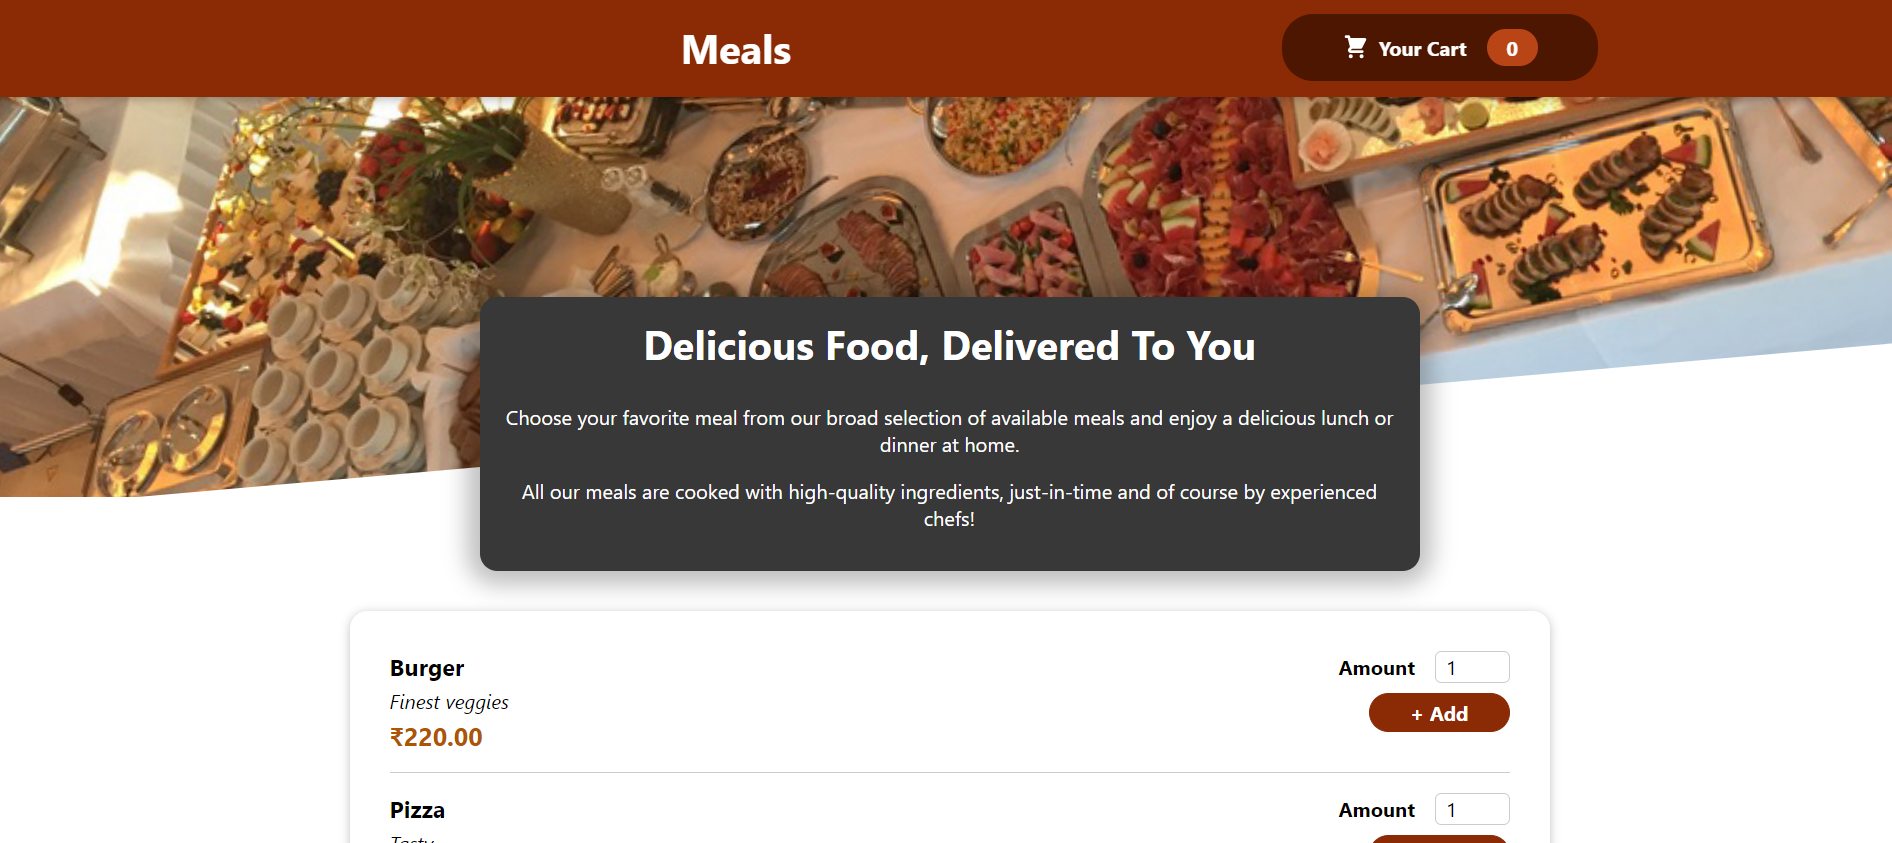 Meals
Your Cart 0
Delicious Food, Delivered To You
Choose your favorite meal from our broad selection of available meals and enjoy a delicious lunch or
dinner at home.
All our meals are cooked with high-quality ingredients, just-in-time and of course by experienced
chefs!
Burger
Amount 1
Finest veggies
+ Add
₹220.00
Pizza
Amount 1
Tasty